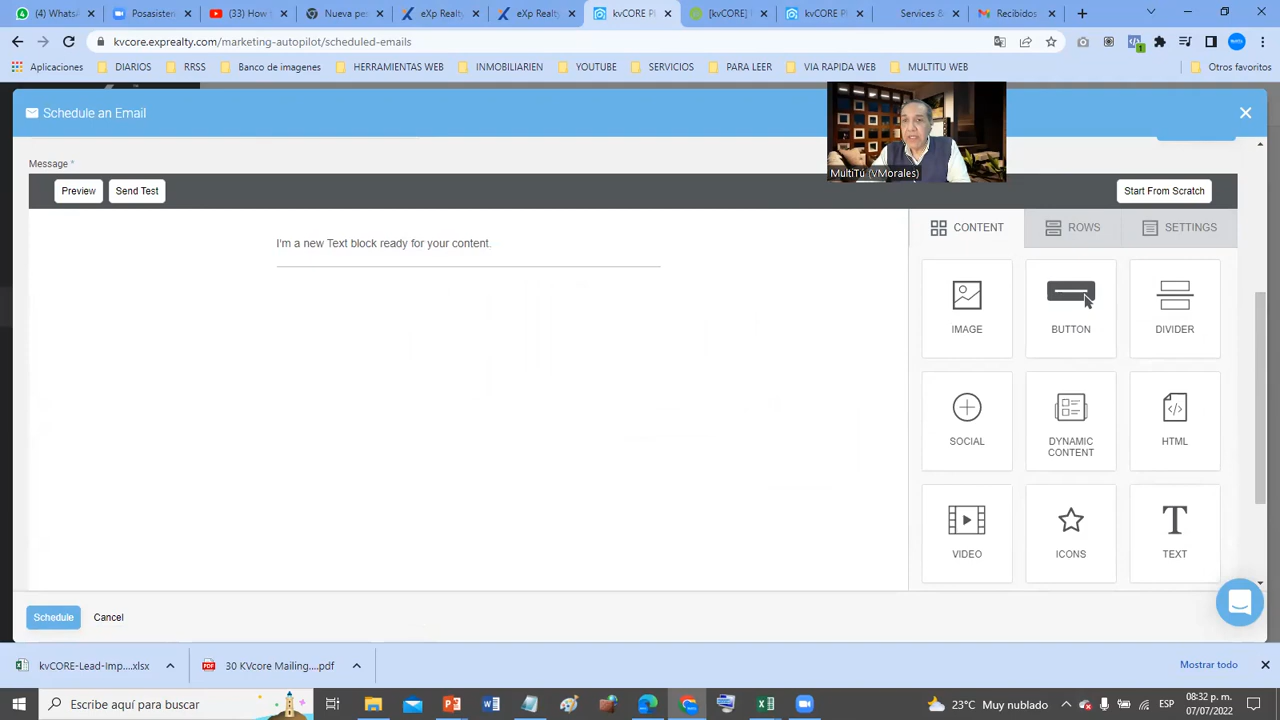 (4) Whats
Posasisten
(33) How t
Nueva pes
eXp Realty
eXp Realty
kvCORE Pl
[kvCORE]
kvCORE Pl
Services &
Recibidos
kvcore.exprealty.com/marketing-autopilot/scheduled-emails
1
Aplicaciones
DIARIOS
RRSS
Banco de imagenes
HERRAMIENTAS WEB
INMOBILIARIEN
YOUTUBE
SERVICIOS
PARA LEER
VIA RAPIDA WEB
MULTITU WEB
Otros favoritos
Schedule an Email
MultiTú (VMorales)
Message *
Preview
Send Test
Start From Scratch
I'm a new Text block ready for your content.
CONTENT
ROWS
SETTINGS
IMAGE
BUTTON
DIVIDER
SOCIAL
DYNAMIC
CONTENT
HTML
VIDEO
ICONS
TEXT
Schedule
Cancel
kvCORE-Lead-Imp....xlsx
30 KVcore Mailing....pdf
Mostrar todo
Escribe aquí para buscar
23°C Muy nublado
ESP
08:32 p. m.
07/07/2022